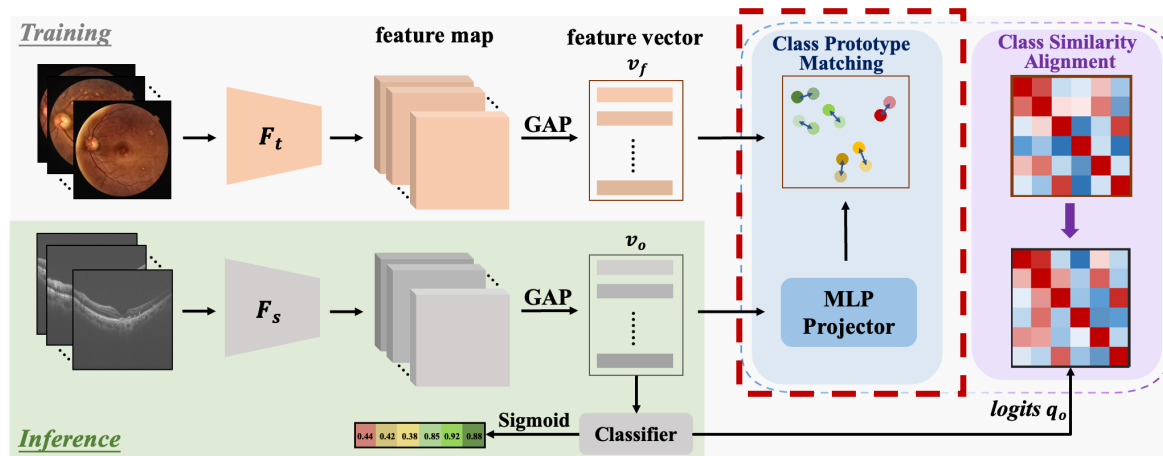 Training
feature map
feature vector
v_f
Class Prototype
Matching
Class Similarity
Alignment
F_t
GAP
v_o
F_s
GAP
MLP
Projector
logits q_o
Sigmoid
Classifier
0.44 0.42 0.38 0.85 0.92 0.88
Inference